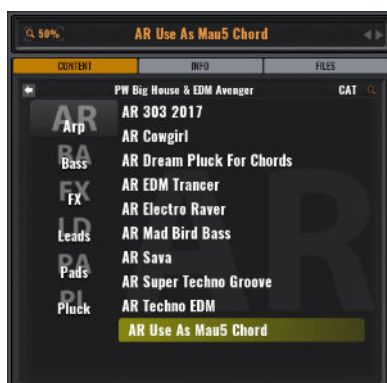 50%
AR Use As Mau5 Chord
CONTENT INFO FILES
PW Big House & EDM Avenger CAT
AR
Arp
BA
Bass
FX
FX
LD
Leads
PA
Pads
PL
Pluck
AR 303 2017
AR Cowgirl
AR Dream Pluck For Chords
AR EDM Trancer
AR Electro Raver
AR Mad Bird Bass
AR Sava
AR Super Techno Groove
AR Techno EDM
AR Use As Mau5 Chord
AR